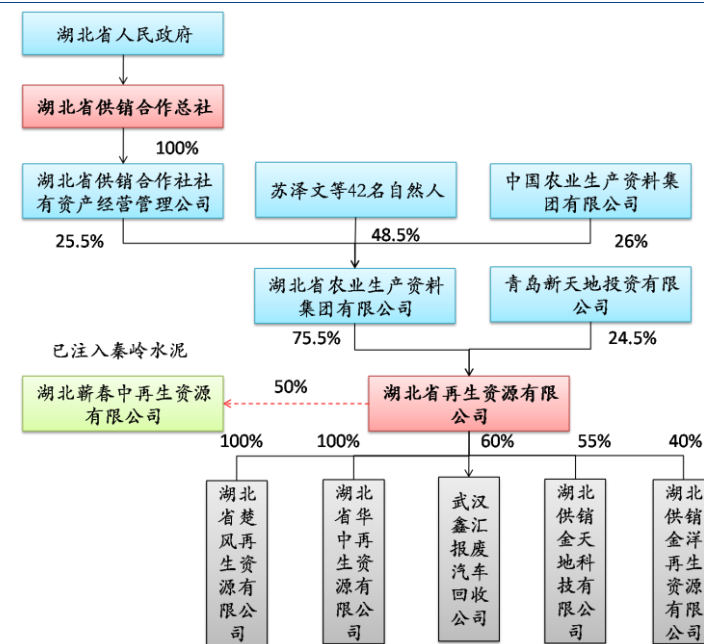 湖北省人民政府
湖北省供销合作总社
100%
湖北省供销合作社社
有资产经营管理公司
苏泽文等42名自然人
中国农业生产资料集
团有限公司
25.5%
48.5%
26%
湖北省农业生产资料
集团有限公司
青岛新天地投资有限
公司
75.5%
24.5%
已注入秦岭水泥
湖北蕲春中再生资源
有限公司
50%
湖北省再生资源有限
公司
100%
100%
60%
55%
40%
湖北
省楚
风再
生资
源有
限公
司
湖北
省华
中再
生资
源有
限公
司
武汉
鑫汇
报废
汽车
回收
公司
湖北
供销
金天
地科
技有
限公
司
湖北
供销
金洋
再生
资源
有限
公司